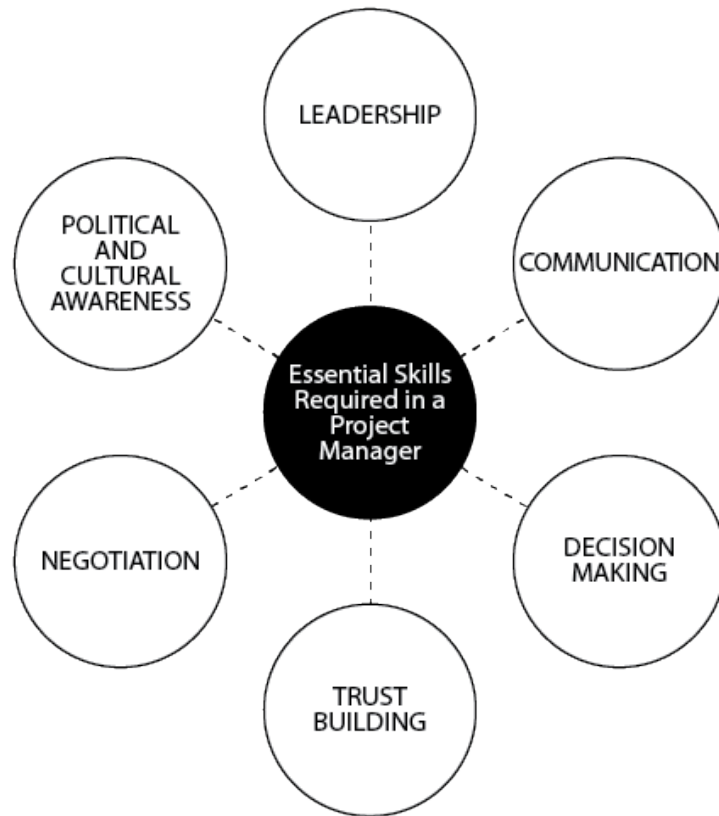 LEADERSHIP
POLITICAL
AND
CULTURAL
AWARENESS
COMMUNICATION
Essential Skills
Required in a
Project
Manager
NEGOTIATION
DECISION
MAKING
TRUST
BUILDING